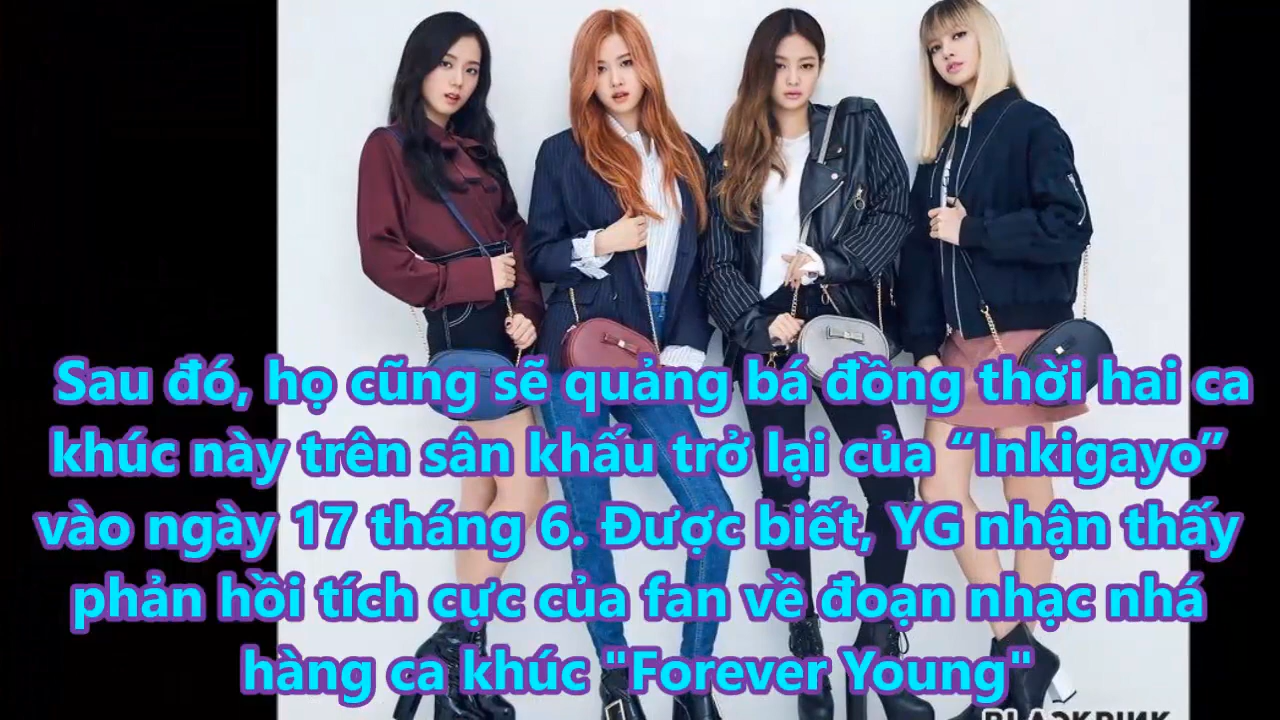 Sau đó, họ cũng sẽ quảng bá đồng thời hai ca
khúc này trên sân khấu trở lại của “Inkigayo”
vào ngày 17 tháng 6. Được biết, YG nhận thấy
phản hồi tích cực của fan về đoạn nhạc nhá
hàng ca khúc "Forever Young"
BLACKPINK